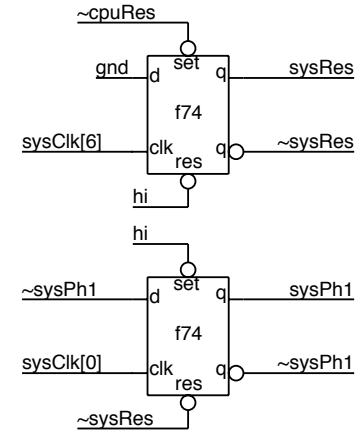 ~cpuRes
set
gnd d q sysRes
f74
sysClk[6] clk q ~sysRes
res
hi
hi
set
~sysPh1 d q sysPh1
f74
sysClk[0] clk q ~sysPh1
res
~sysRes